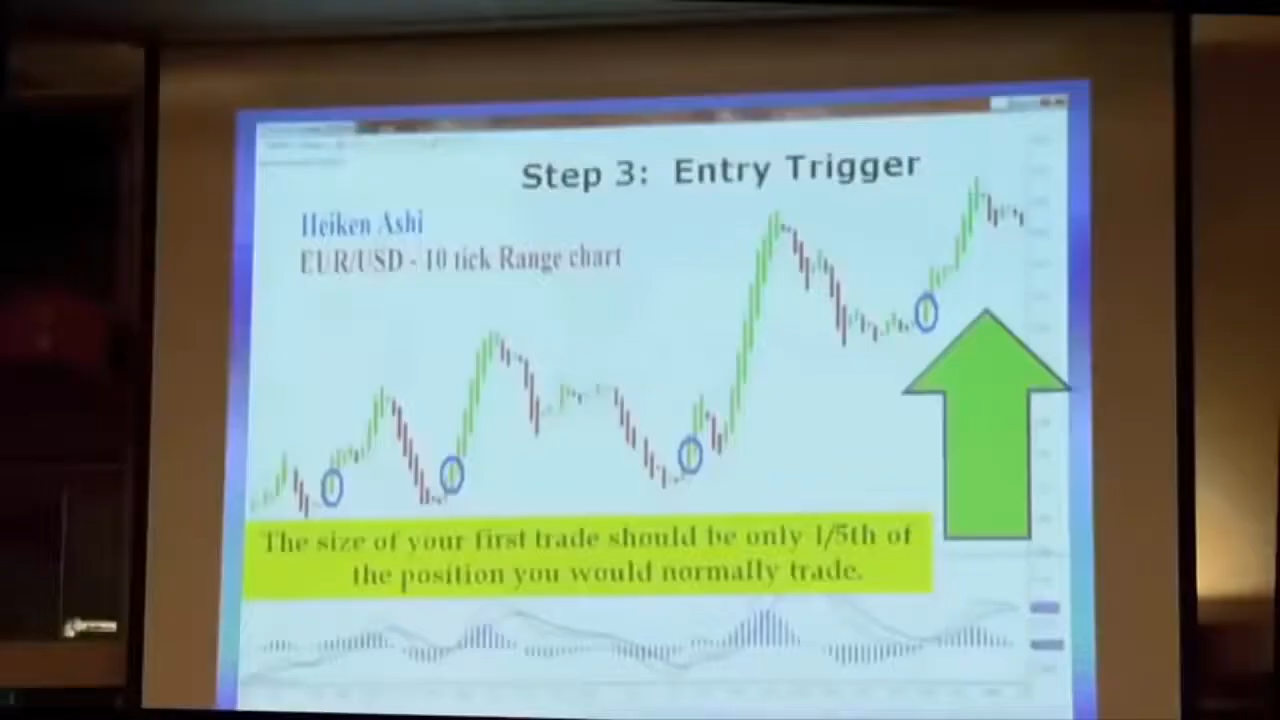 Step 3: Entry Trigger
Heiken Ashi
EUR/USD - 10 tick Range chart
The size of your first trade should be only 1/5th of
the position you would normally trade.